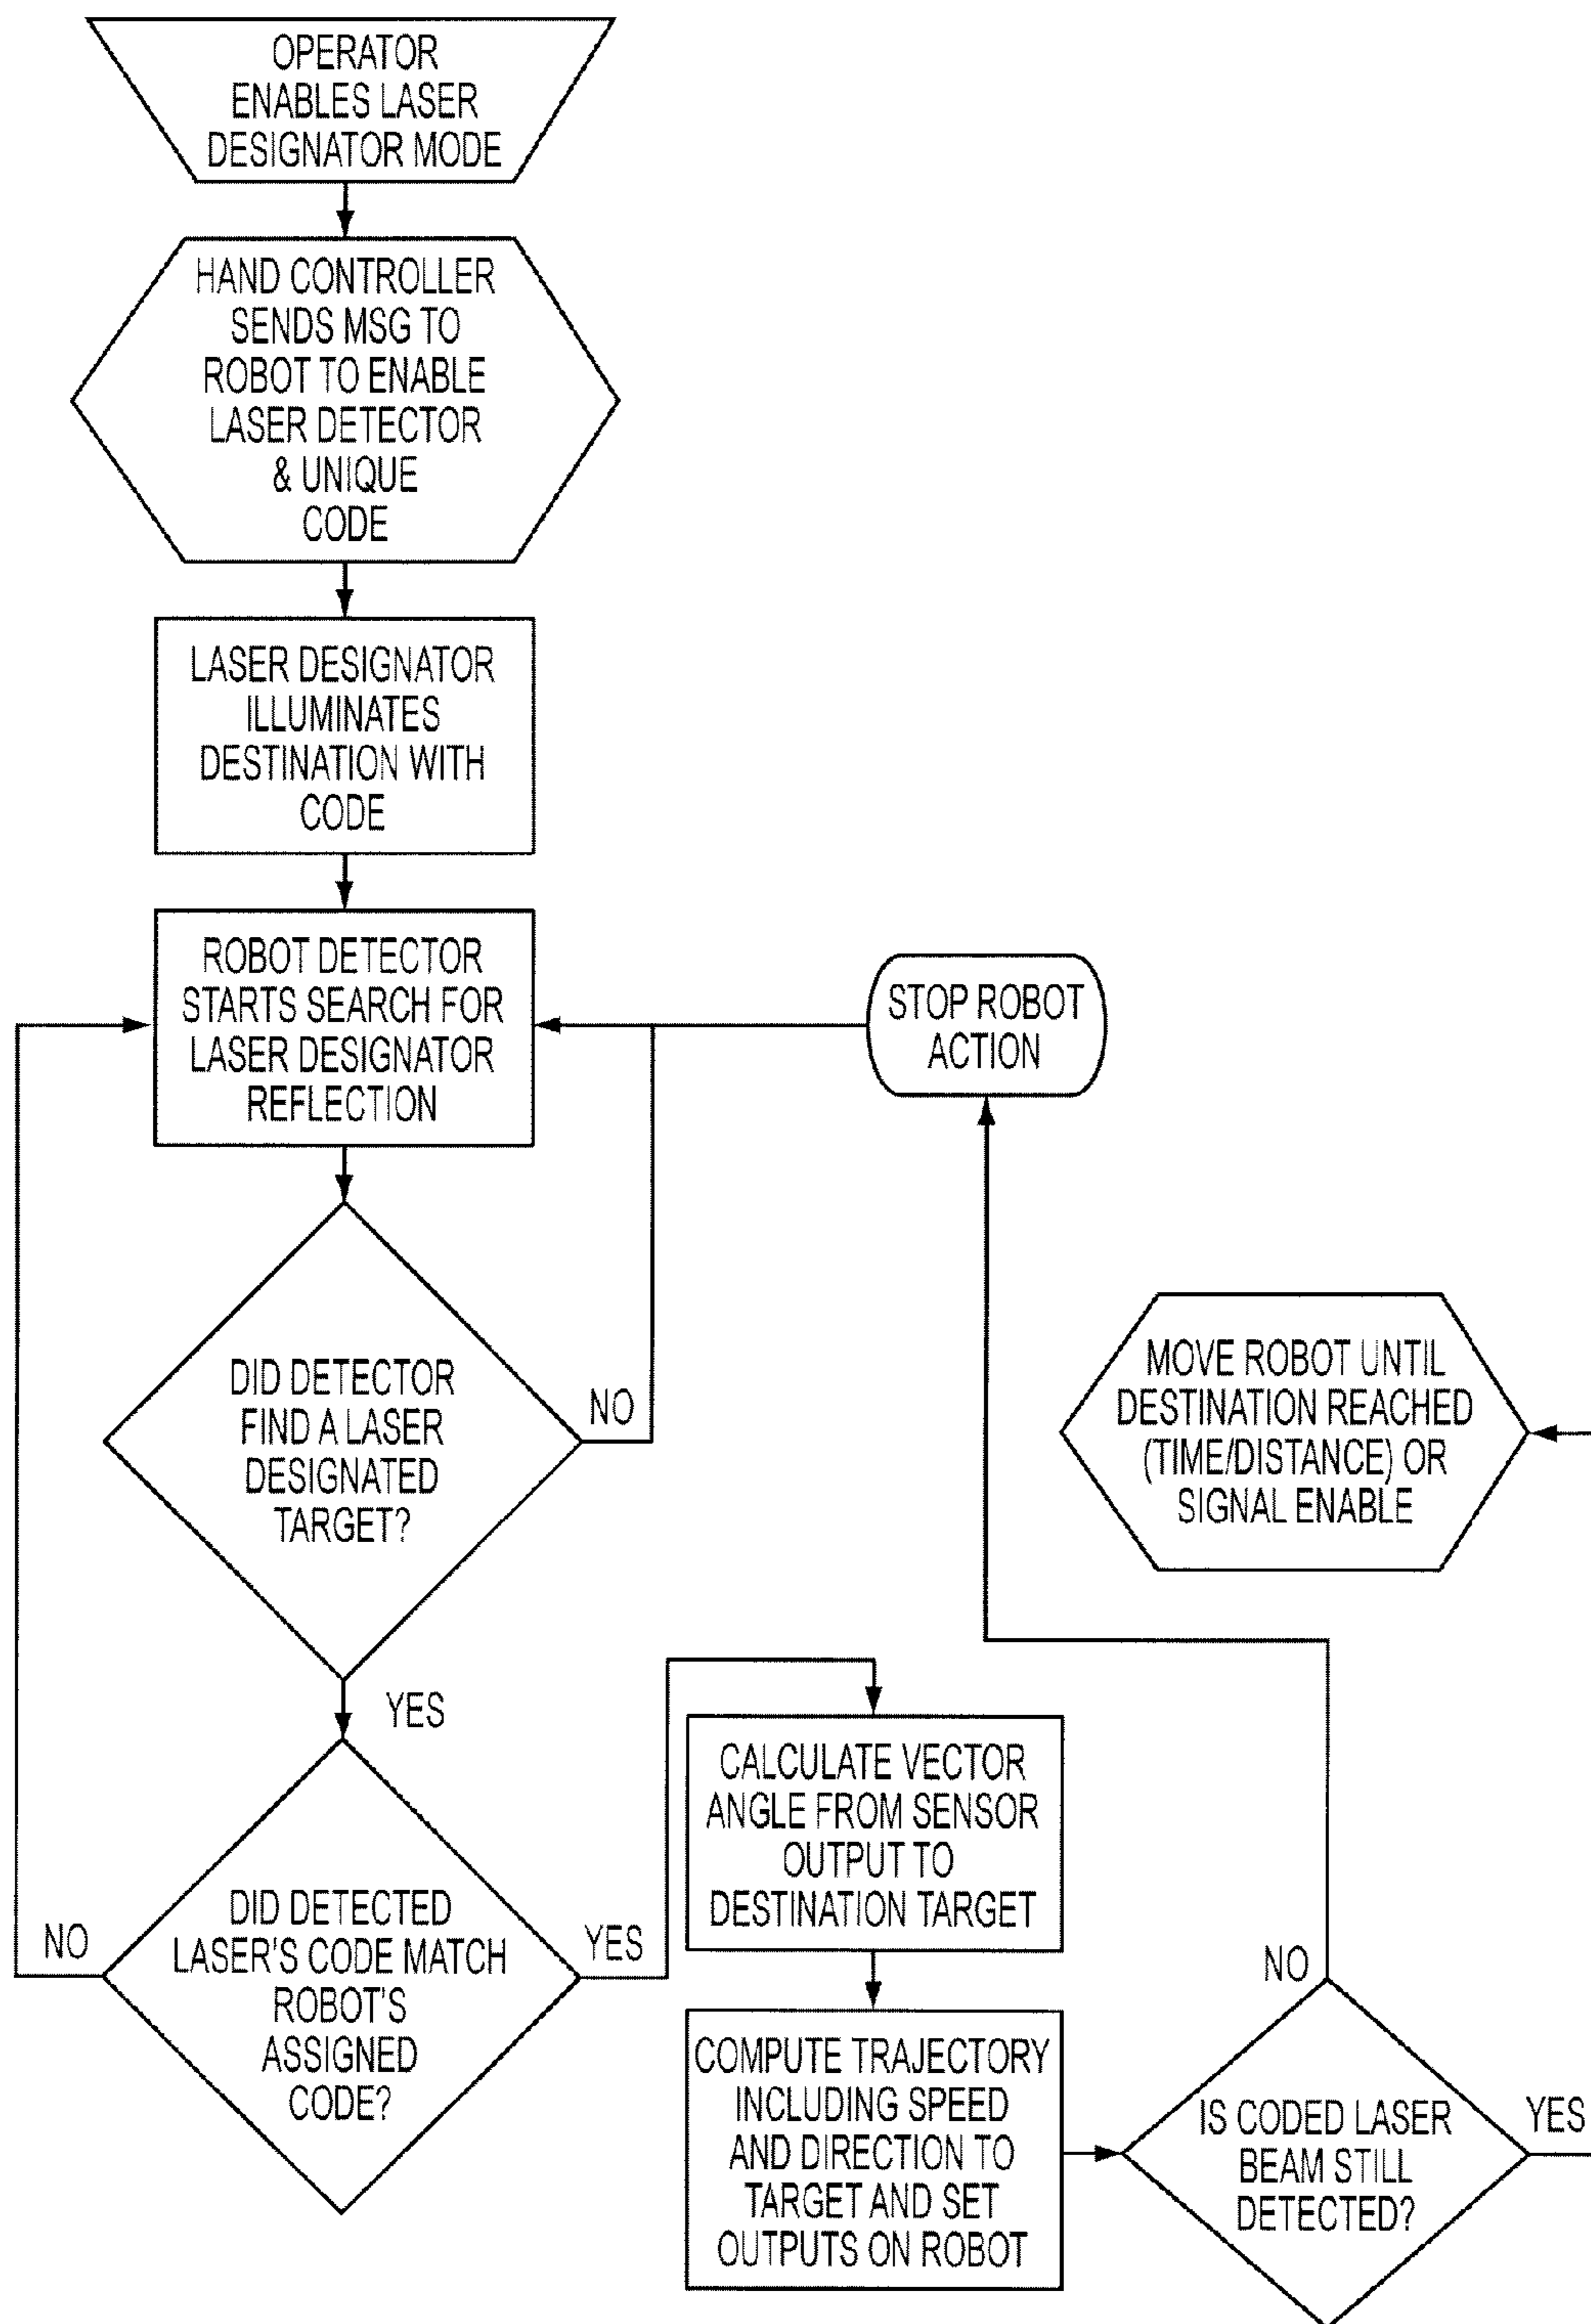 OPERATOR
ENABLES LASER
DESIGNATOR MODE
HAND CONTROLLER
SENDS MSG TO
ROBOT TO ENABLE
LASER DETECTOR
& UNIQUE
CODE
LASER DESIGNATOR
ILLUMINATES
DESTINATION WITH
CODE
ROBOT DETECTOR
STARTS SEARCH FOR
LASER DESIGNATOR
REFLECTION
STOP ROBOT
ACTION
DID DETECTOR
FIND A LASER
DESIGNATED
TARGET?
NO
YES
MOVE ROBOT UNTIL
DESTINATION REACHED
(TIME/DISTANCE) OR
SIGNAL ENABLE
DID DETECTED
LASER'S CODE MATCH
ROBOT'S
ASSIGNED
CODE?
NO
YES
CALCULATE VECTOR
ANGLE FROM SENSOR
OUTPUT TO
DESTINATION TARGET
COMPUTE TRAJECTORY
INCLUDING SPEED
AND DIRECTION TO
TARGET AND SET
OUTPUTS ON ROBOT
IS CODED LASER
BEAM STILL
DETECTED?
NO
YES